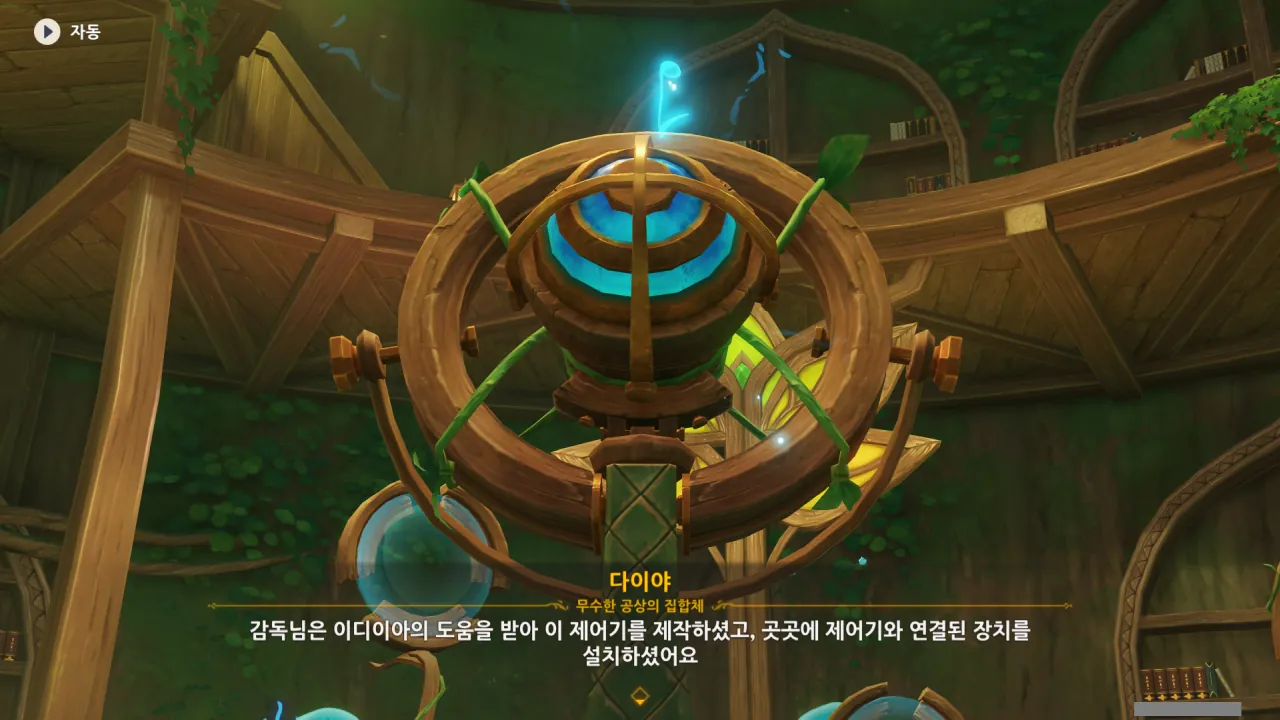 자동
다이야
무수한 공상의 집합체
감독님은 이디이아의 도움을 받아 이 제어기를 제작하셨고, 곳곳에 제어기와 연결된 장치를
설치하셨어요